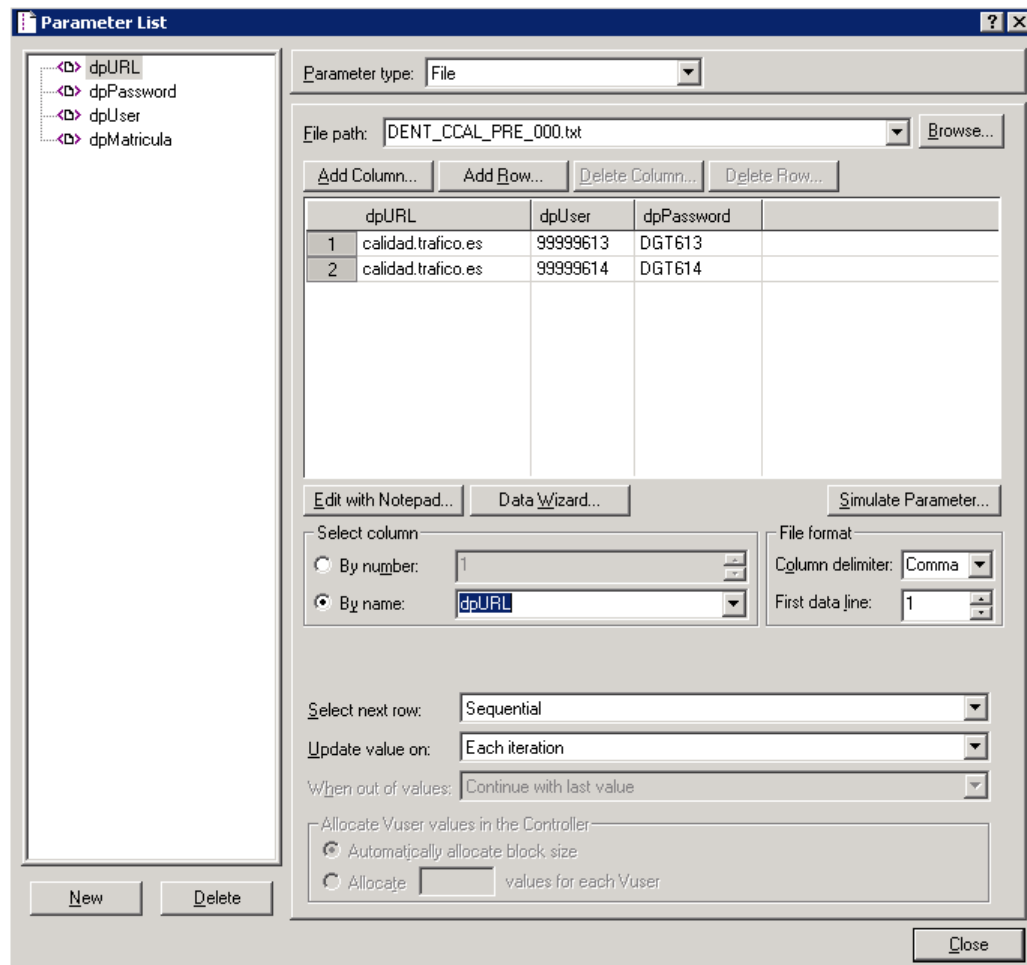 Parameter List
dpURL
dpPassword
dpUser
dpMatricula
New
Delete
Parameter type: File
File path: DENT_CCAL_PRE_000.txt Browse...
Add Column... Add Row... Delete Column... Delete Row...
dpURL dpUser dpPassword
1 calidad.trafico.es 99999613 DGT613
2 calidad.trafico.es 99999614 DGT614
Edit with Notepad... Data Wizard... Simulate Parameter...
Select column
By number: 1
By name: dpURL
File format
Column delimiter: Comma
First data line: 1
Select next row: Sequential
Update value on: Each iteration
When out of values: Continue with last value
Allocate Vuser values in the Controller
Automatically allocate block size
Allocate values for each Vuser
Close